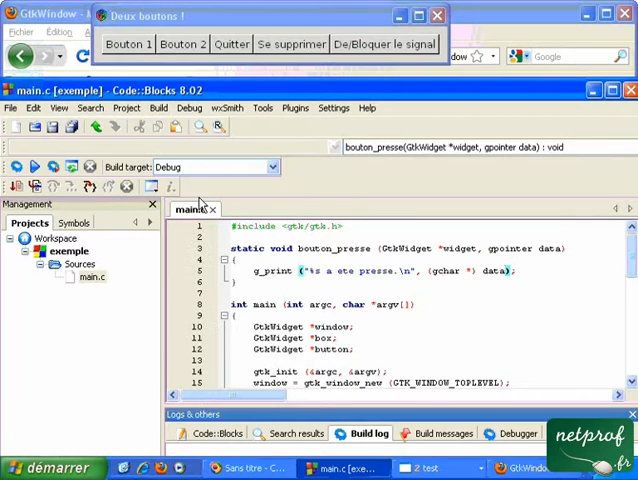 GtkWindow
Deux boutons !
Fichier
Bouton 1 Bouton 2 Quitter Se supprimer De/Bloquer le signal
Google
main.c [exemple] - Code::Blocks 8.02
File Edit View Search Project Build Debug wxSmith Tools Plugins Settings Help
bouton_presse(GtkWidget *widget, gpointer data) : void
Build target: Debug
Management
main.c
Projects Symbols
Workspace
exemple
Sources
main.c
1 #include <gtk/gtk.h>
2
3 static void bouton_presse (GtkWidget *widget, gpointer data)
4 {
5 g_print ("%s a ete presse.\n", (gchar *) data);
6 }
7
8 int main (int argc, char *argv[])
9 {
10 GtkWidget *window;
11 GtkWidget *box;
12 GtkWidget *button;
13
14 gtk_init (&argc, &argv);
15 window = gtk_window_new (GTK_WINDOW_TOPLEVEL);
Logs & others
Code::Blocks Search results Build log Build messages Debugger
netprof
.fr
démarrer Sans titre - C... main.c [exe... 2 test GtkWindow